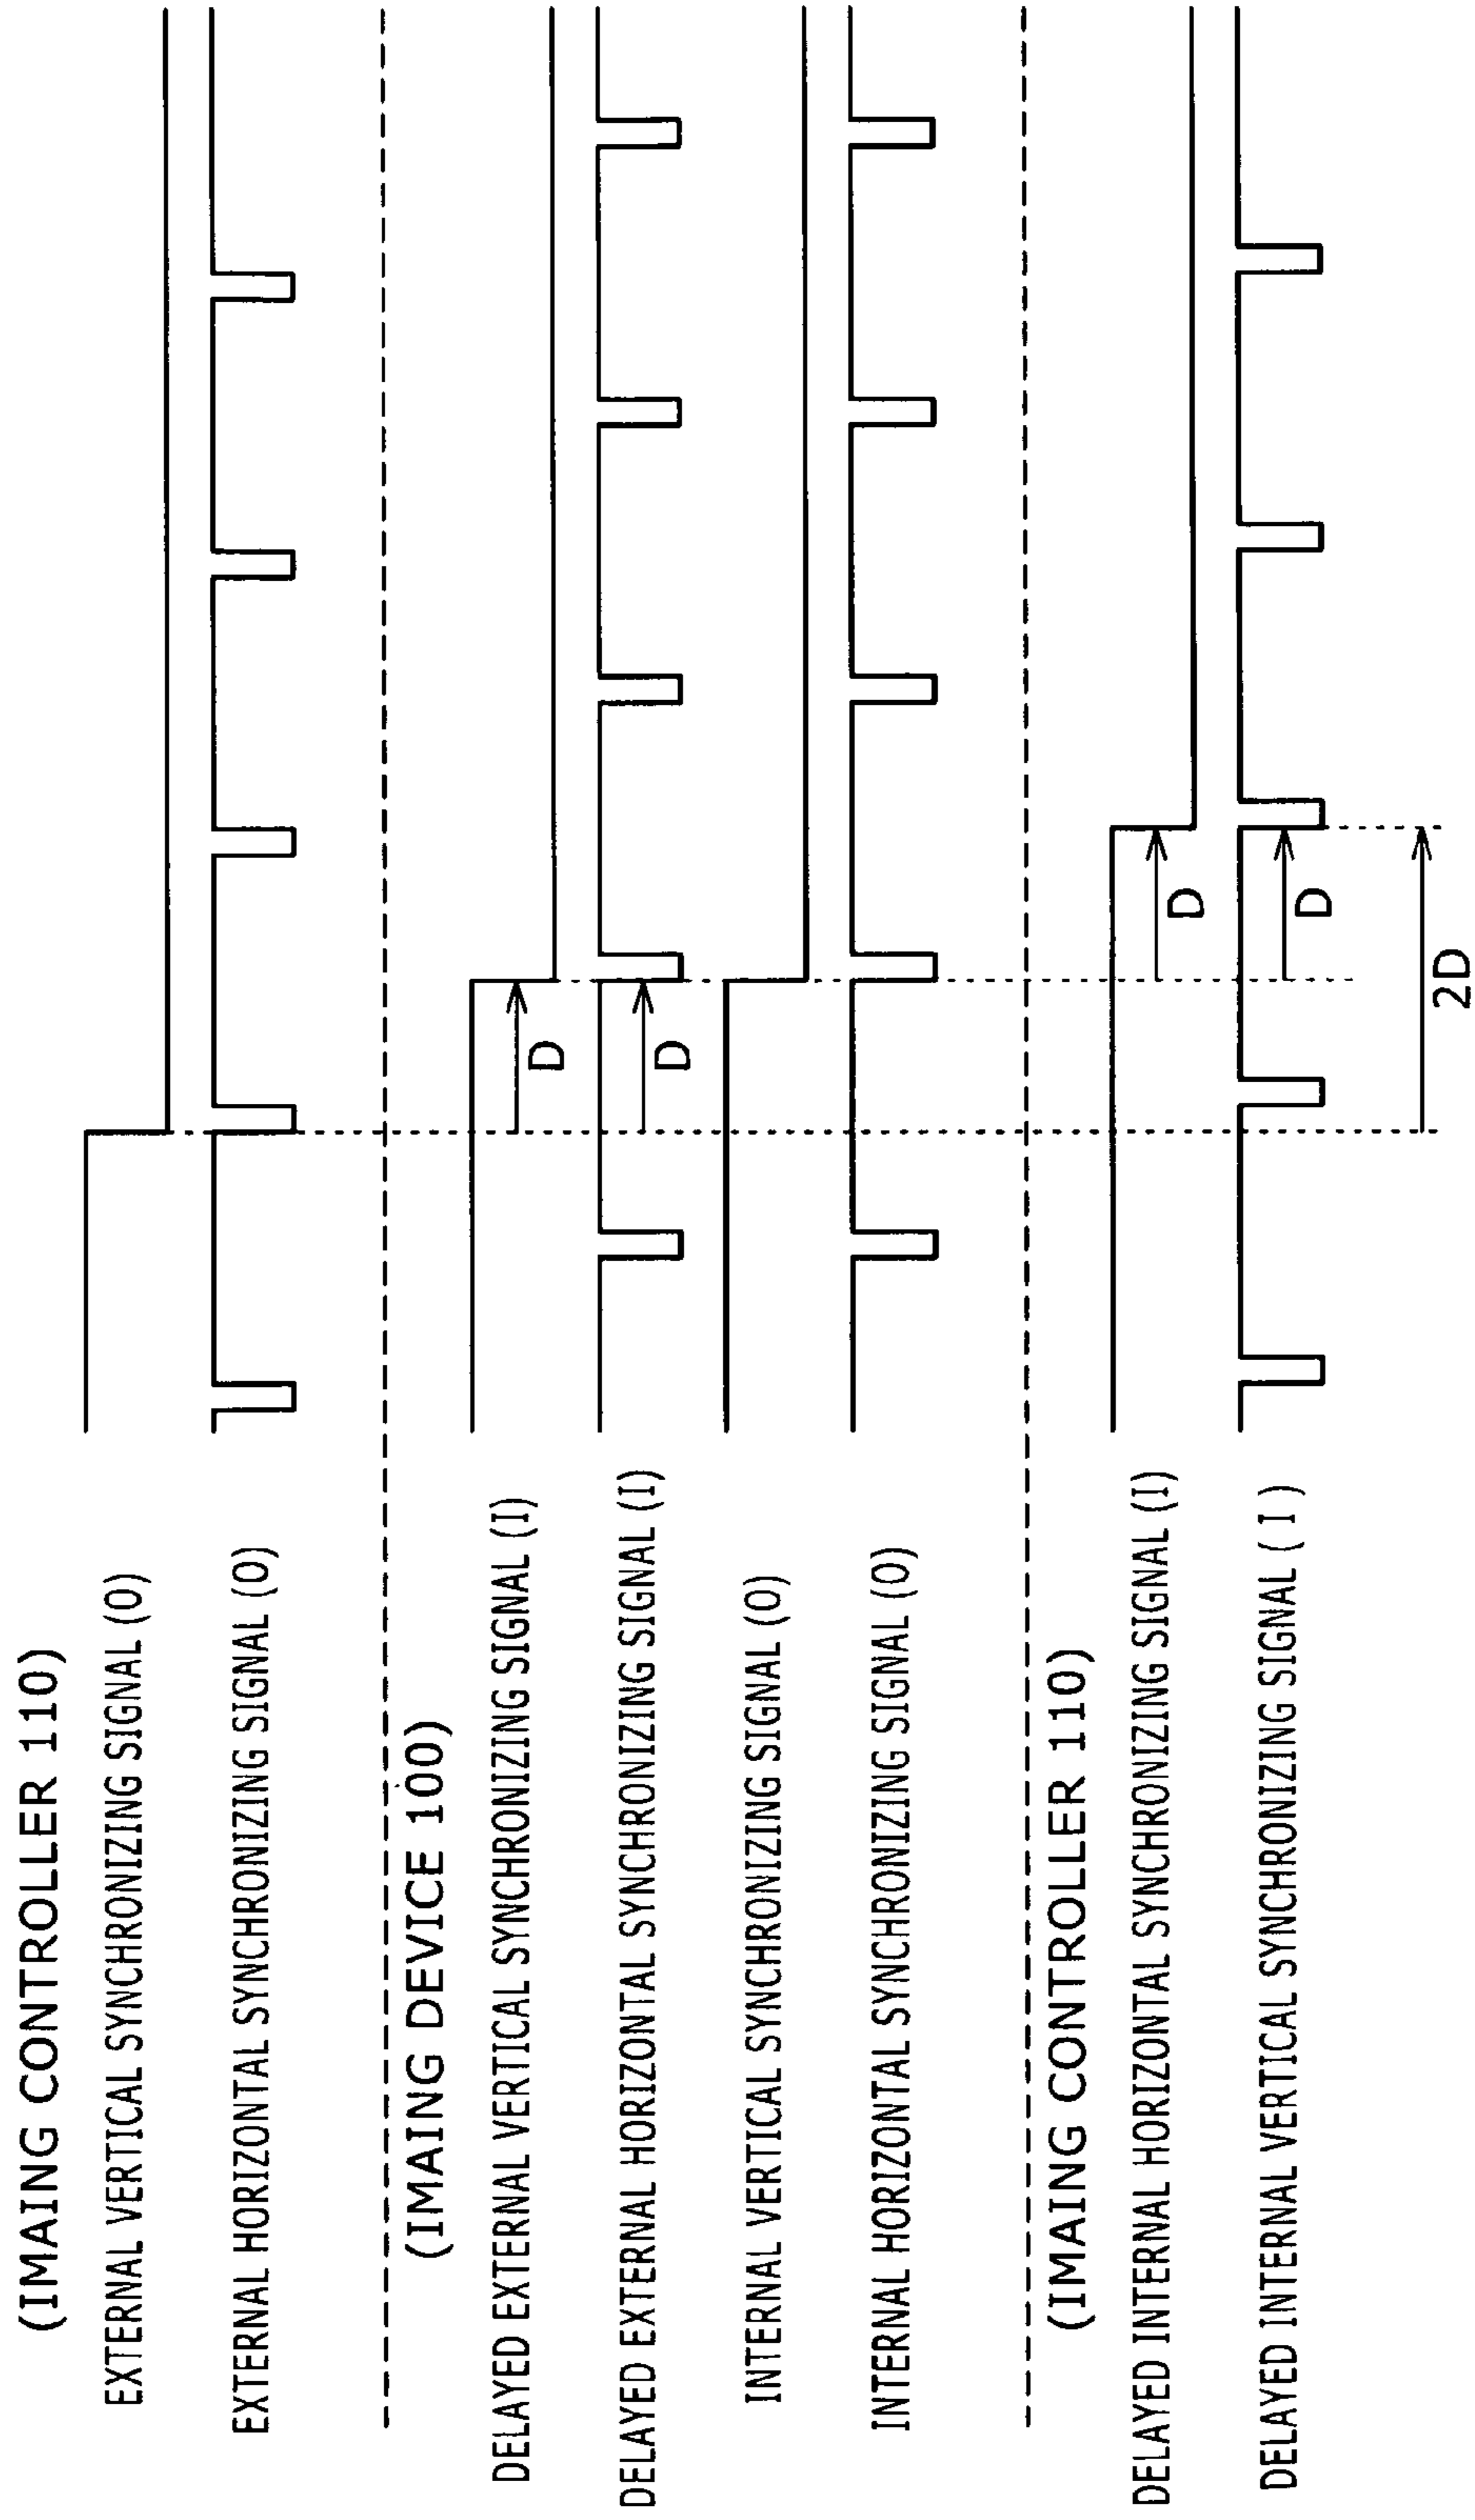 (IMAING CONTROLLER 110)
EXTERNAL VERTICAL SYNCHRONIZING SIGNAL (O)
EXTERNAL HORIZONTAL SYNCHRONIZING SIGNAL (O)
(IMAING DEVICE 100)
DELAYED EXTERNAL VERTICAL SYNCHRONIZING SIGNAL (I)
D
DELAYED EXTERNAL HORIZONTAL SYNCHRONIZING SIGNAL (I)
D
INTERNAL VERTICAL SYNCHRONIZING SIGNAL (O)
INTERNAL HORIZONTAL SYNCHRONIZING SIGNAL (O)
(IMAING CONTROLLER 110)
DELAYED INTERNAL HORIZONTAL SYNCHRONIZING SIGNAL (I)
D
DELAYED INTERNAL VERTICAL SYNCHRONIZING SIGNAL ( I )
D
2D